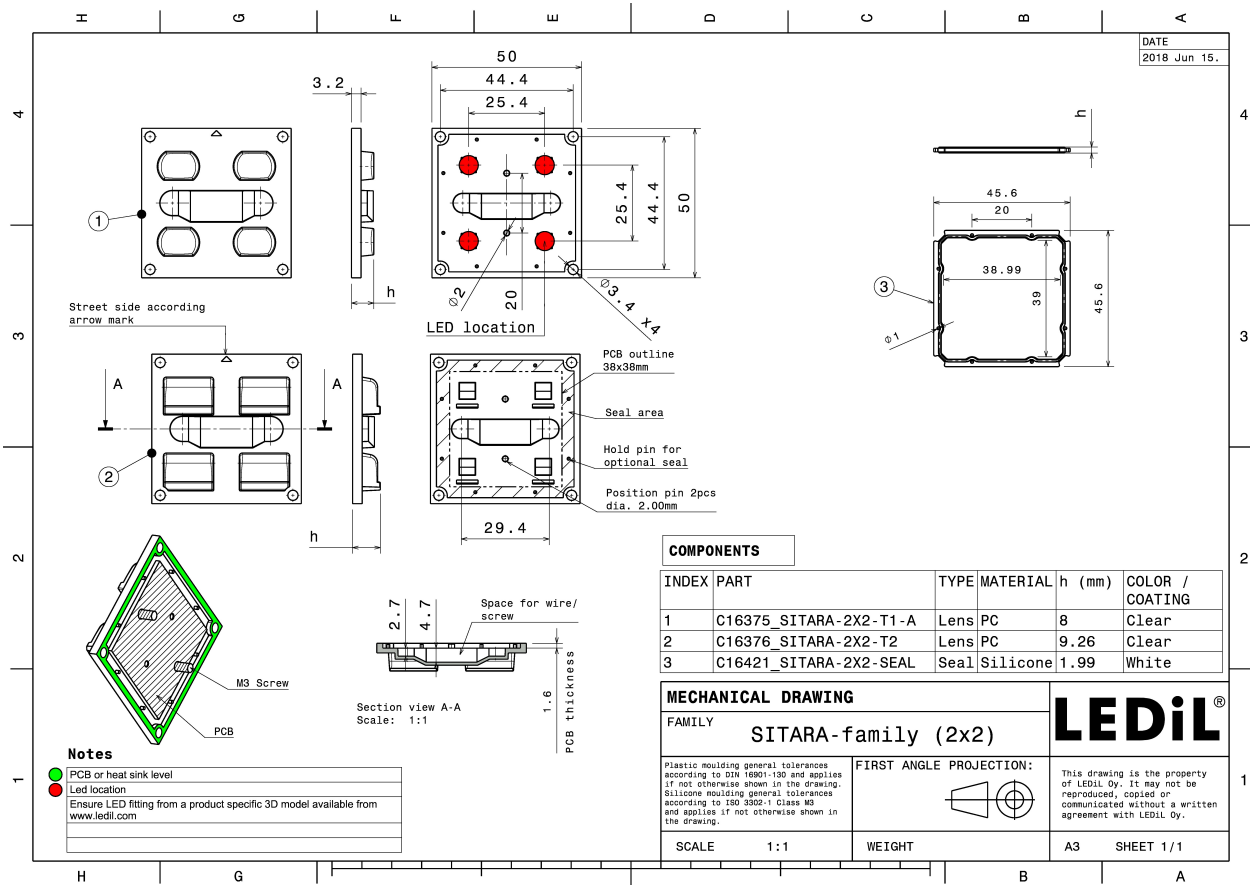 H G F E D C B A
DATE
2018 Jun 15.
4
4
3
3
2
2
1
1
50
44.4
25.4
3.2
h
25.4
44.4
50
1
∅2
20
∅3.4 x4
LED location
h
45.6
20
38.99
39
45.6
3
∅1
Street side according
arrow mark
A
A
2
h
PCB outline
38x38mm
Seal area
Hold pin for
optional seal
Position pin 2pcs
dia. 2.00mm
29.4
M3 Screw
PCB
2.7
4.7
Space for wire/
screw
1.6
PCB thickness
Section view A-A
Scale: 1:1
Notes
PCB or heat sink level
Led location
Ensure LED fitting from a product specific 3D model available from
www.ledil.com
COMPONENTS
INDEX PART TYPE MATERIAL h (mm) COLOR /
COATING
1 C16375_SITARA-2X2-T1-A Lens PC 8 Clear
2 C16376_SITARA-2X2-T2 Lens PC 9.26 Clear
3 C16421_SITARA-2X2-SEAL Seal Silicone 1.99 White
MECHANICAL DRAWING
FAMILY
SITARA-family (2x2)
LEDiL®
Plastic moulding general tolerances
according to DIN 16901-130 and applies
if not otherwise shown in the drawing.
Silicone moulding general tolerances
according to ISO 3302-1 Class M3
and applies if not otherwise shown in
the drawing.
FIRST ANGLE PROJECTION:
This drawing is the property
of LEDiL Oy. It may not be
reproduced, copied or
communicated without a written
agreement with LEDiL Oy.
SCALE 1:1 WEIGHT A3 SHEET 1/1
H G B A